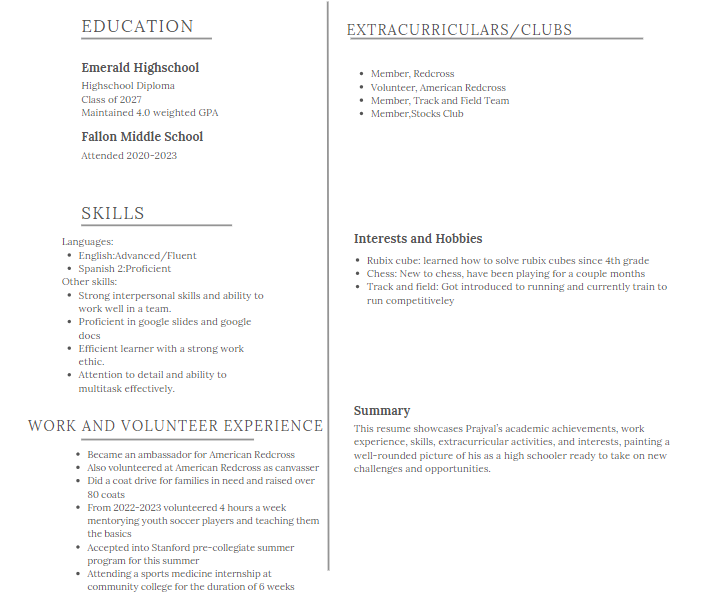 EDUCATION
Emerald Highschool
Highschool Diploma
Class of 2027
Maintained 4.0 weighted GPA
Fallon Middle School
Attended 2020-2023
SKILLS
Languages:
• English:Advanced/Fluent
• Spanish 2:Proficient
Other skills:
• Strong interpersonal skills and ability to
work well in a team.
• Proficient in google slides and google
docs
• Efficient learner with a strong work
ethic.
• Attention to detail and ability to
multitask effectively.
WORK AND VOLUNTEER EXPERIENCE
• Became an ambassador for American Redcross
• Also volunteered at American Redcross as canvasser
• Did a coat drive for families in need and raised over
80 coats
• From 2022-2023 volunteered 4 hours a week
mentorying youth soccer players and teaching them
the basics
• Accepted into Stanford pre-collegiate summer
program for this summer
• Attending a sports medicine internship at
community college for the duration of 6 weeks
EXTRACURRICULARS/CLUBS
• Member, Redcross
• Volunteer, American Redcross
• Member, Track and Field Team
• Member,Stocks Club
Interests and Hobbies
• Rubix cube: learned how to solve rubix cubes since 4th grade
• Chess: New to chess, have been playing for a couple months
• Track and field: Got introduced to running and currently train to
run competitiveley
Summary
This resume showcases Prajval's academic achievements, work
experience, skills, extracurricular activities, and interests, painting a
well-rounded picture of his as a high schooler ready to take on new
challenges and opportunities.